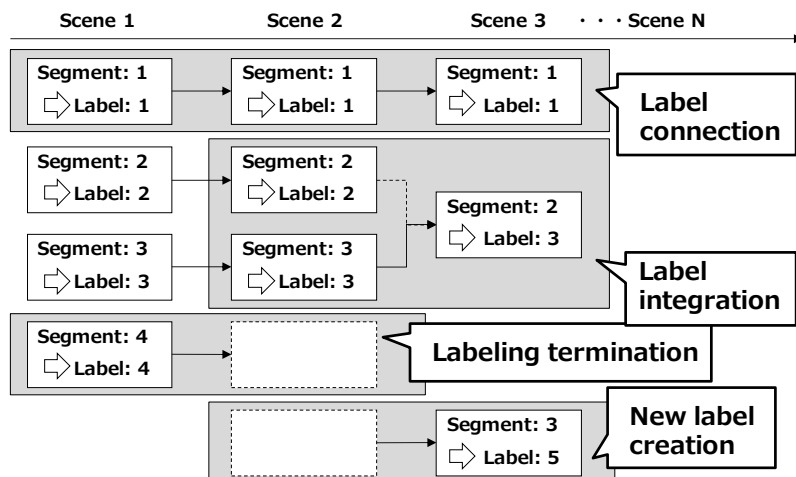 Scene 1 Scene 2 Scene 3 ・・・Scene N
Segment: 1 Segment: 1 Segment: 1
Label: 1 Label: 1 Label: 1
Label
connection
Segment: 2 Segment: 2
Label: 2 Label: 2
Segment: 2
Label: 3
Segment: 3 Segment: 3
Label: 3 Label: 3
Label
integration
Segment: 4
Label: 4
Labeling termination
Segment: 3
Label: 5
New label
creation